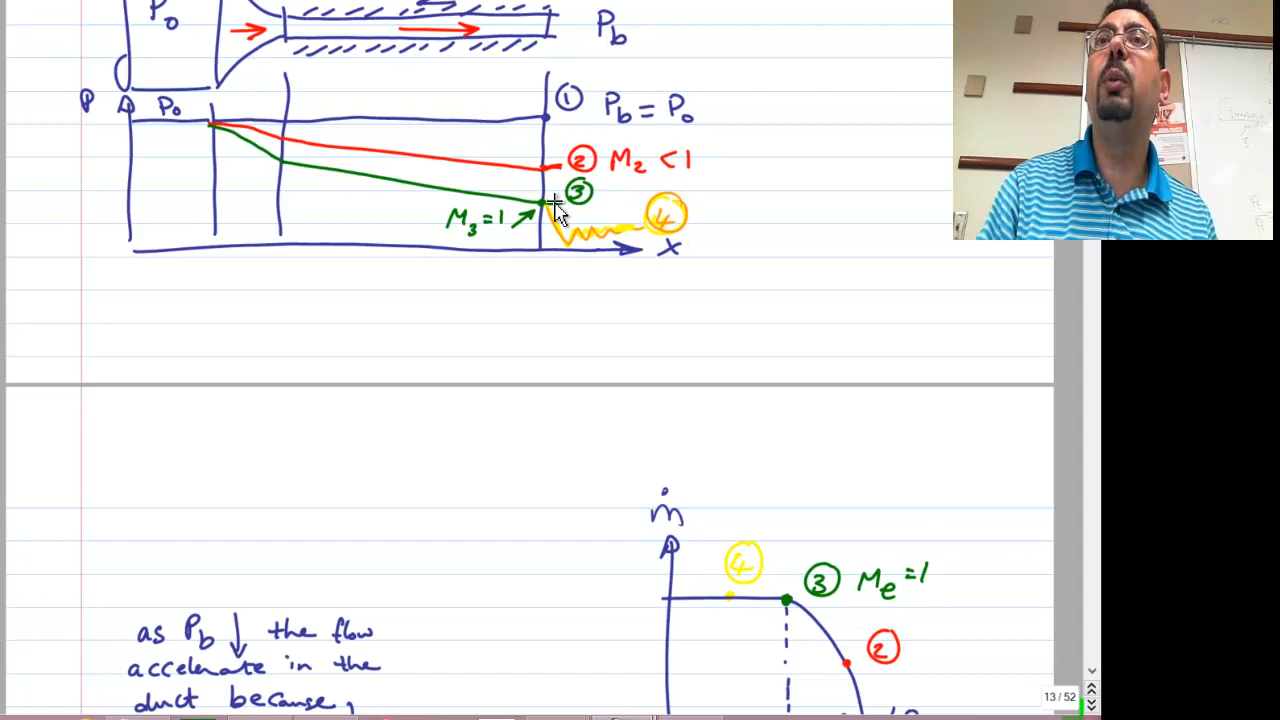 P₀
P_b
P
P₀
① P_b = P₀
② M₂ < 1
③
M₃ = 1
④
x
ṁ
④
③ M_e = 1
②
as P_b ↓ the flow
accelerate in the
duct because,
13 / 52